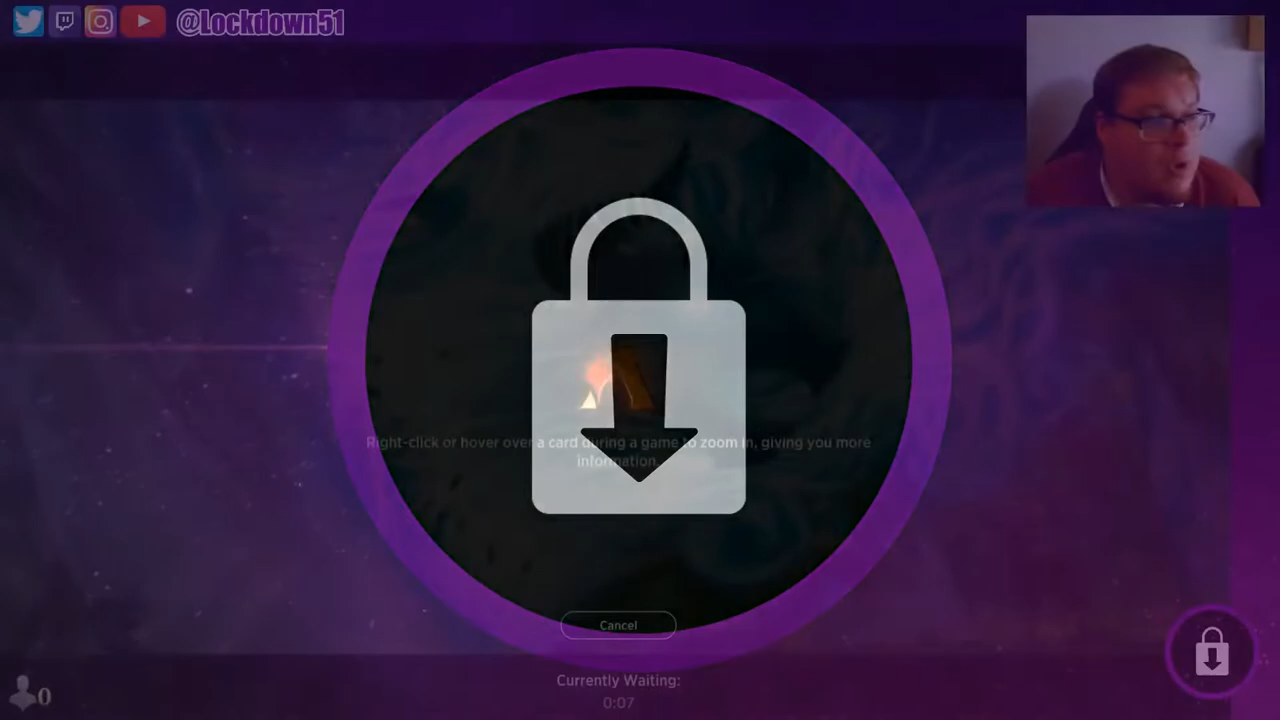 @Lockdown51
Right-click or hover over a card during a game to zoom in, giving you more
information.
Cancel
Currently Waiting:
0:07
0